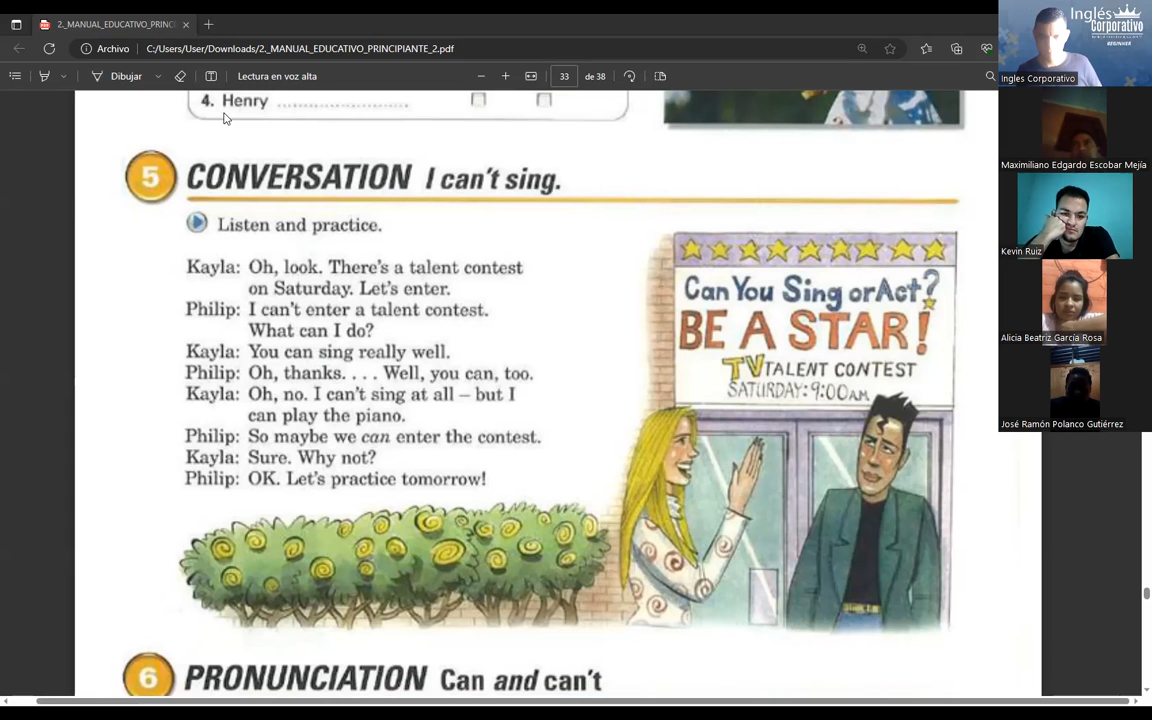 2._MANUAL_EDUCATIVO_PRINC
Archivo
C:/Users/User/Downloads/2._MANUAL_EDUCATIVO_PRINCIPIANTE_2.pdf
Dibujar
Lectura en voz alta
33
de 38
4. Henry
5 CONVERSATION I can't sing.
Listen and practice.
Kayla: Oh, look. There's a talent contest
on Saturday. Let's enter.
Philip: I can't enter a talent contest.
What can I do?
Kayla: You can sing really well.
Philip: Oh, thanks. . . . Well, you can, too.
Kayla: Oh, no. I can't sing at all – but I
can play the piano.
Philip: So maybe we can enter the contest.
Kayla: Sure. Why not?
Philip: OK. Let's practice tomorrow!
Can You Sing or Act?
BE A STAR!
TV TALENT CONTEST
SATURDAY: 9:00 AM
6 PRONUNCIATION Can and can't
Inglés
Corporativo
BEGINNER
Ingles Corporativo
Maximiliano Edgardo Escobar Mejía
Kevin Ruiz
Alicia Beatriz García Rosa
José Ramón Polanco Gutiérrez